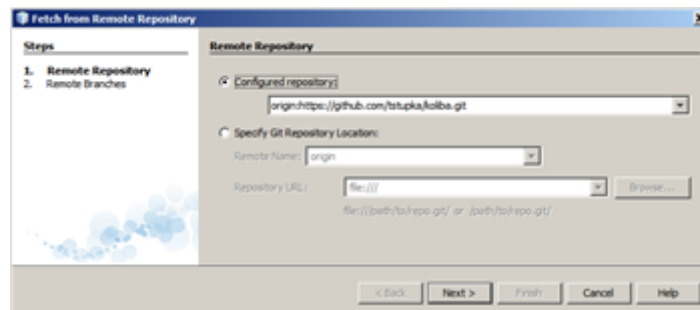 Fetch from Remote Repository
Steps
1. Remote Repository
2. Remote Branches
Remote Repository
Configured repository:
origin:https://github.com/tstupka/koliba.git
Specify Git Repository Location:
Remote Name: origin
Repository URL: file:///
Browse...
file:///path/to/repo.git/ or /path/to/repo.git/
< Back Next > Finish Cancel Help